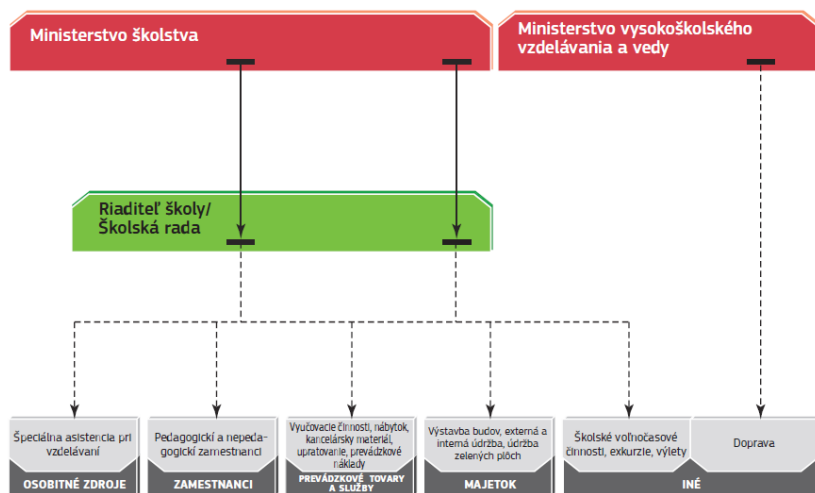 Ministerstvo školstva
Ministerstvo vysokoškolského
vzdelávania a vedy
Riaditeľ školy/
Školská rada
Špeciálna asistencia pri
vzdelávaní
OSOBITNÉ ZDROJE
Pedagogickí a nepeda-
gogickí zamestnanci
ZAMESTNANCI
Vyučovacie činnosti, nábytok,
kancelársky materiál,
upratovanie, prevádzkové
náklady
PREVÁDZKOVÉ TOVARY
A SLUŽBY
Výstavba budov, externá a
interná údržba, údržba
zelených plôch
MAJETOK
Školské voľnočasové
činnosti, exkurzie, výlety
Doprava
INÉ